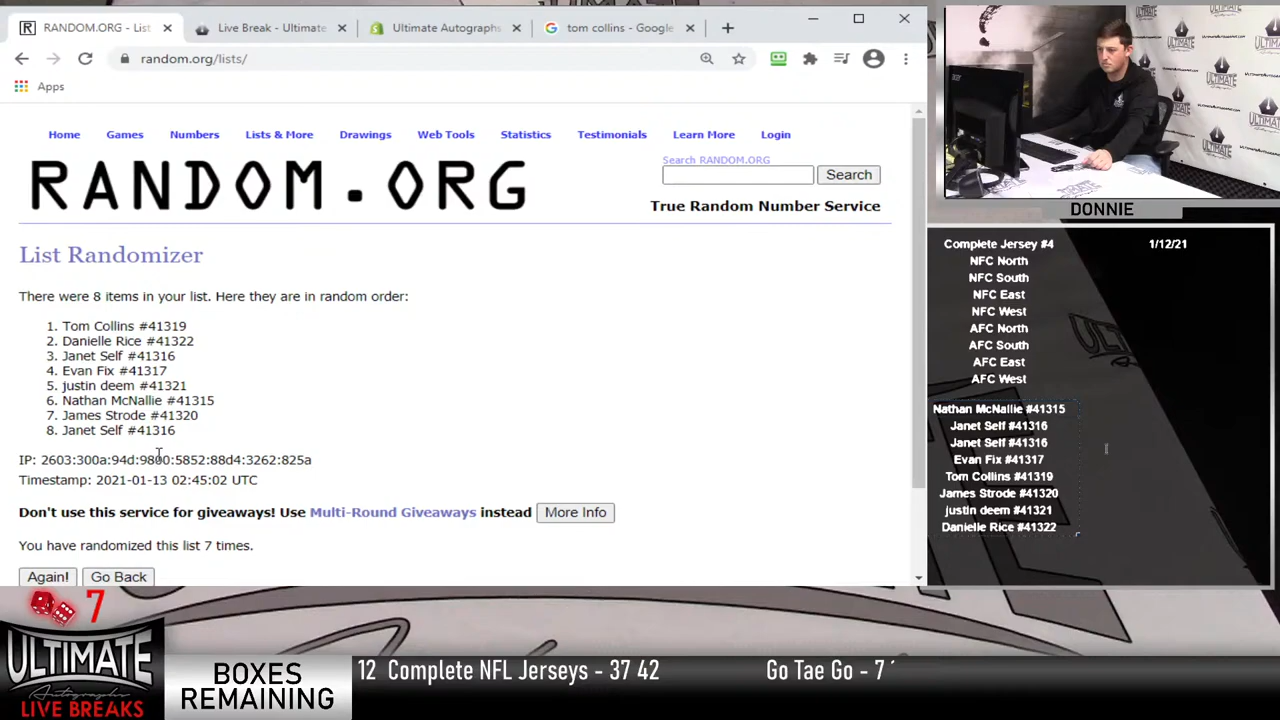 RANDOM.ORG - List
Live Break - Ultimate
Ultimate Autographs
tom collins - Google
random.org/lists/
Apps
Home
Games
Numbers
Lists & More
Drawings
Web Tools
Statistics
Testimonials
Learn More
Login
RANDOM.ORG
Search RANDOM.ORG
Search
True Random Number Service
List Randomizer
There were 8 items in your list. Here they are in random order:
1. Tom Collins #41319
2. Danielle Rice #41322
3. Janet Self #41316
4. Evan Fix #41317
5. justin deem #41321
6. Nathan McNallie #41315
7. James Strode #41320
8. Janet Self #41316
IP: 2603:300a:94d:9800:5852:88d4:3262:825a
Timestamp: 2021-01-13 02:45:02 UTC
Don't use this service for giveaways! Use Multi-Round Giveaways instead
More Info
You have randomized this list 7 times.
Again!
Go Back
ULTIMATE
ULTIMATE
ULTIMATE
DONNIE
Complete Jersey #4
1/12/21
NFC North
NFC South
NFC East
NFC West
AFC North
AFC South
AFC East
AFC West
Nathan McNallie #41315
Janet Self #41316
Janet Self #41316
Evan Fix #41317
Tom Collins #41319
James Strode #41320
justin deem #41321
Danielle Rice #41322
7
ULTIMATE
Autographs
LIVE BREAKS
BOXES
REMAINING
12 Complete NFL Jerseys - 37 42
Go Tae Go - 7